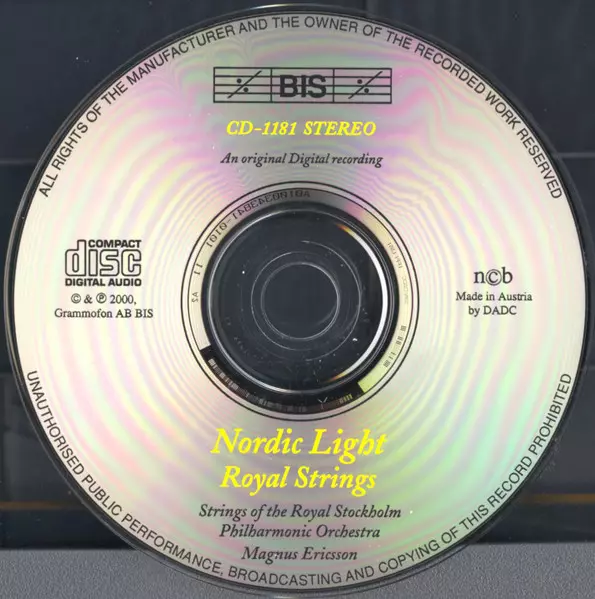 ALL RIGHTS OF THE MANUFACTURER AND THE OWNER OF THE RECORDED WORK RESERVED
BIS
CD-1181 STEREO
An original Digital recording
COMPACT
disc
DIGITAL AUDIO
© & ℗ 2000,
Grammofon AB BIS
n©b
Made in Austria
by DADC
Nordic Light
Royal Strings
Strings of the Royal Stockholm
Philharmonic Orchestra
Magnus Ericsson
UNAUTHORISED PUBLIC PERFORMANCE, BROADCASTING AND COPYING OF THIS RECORD PROHIBITED